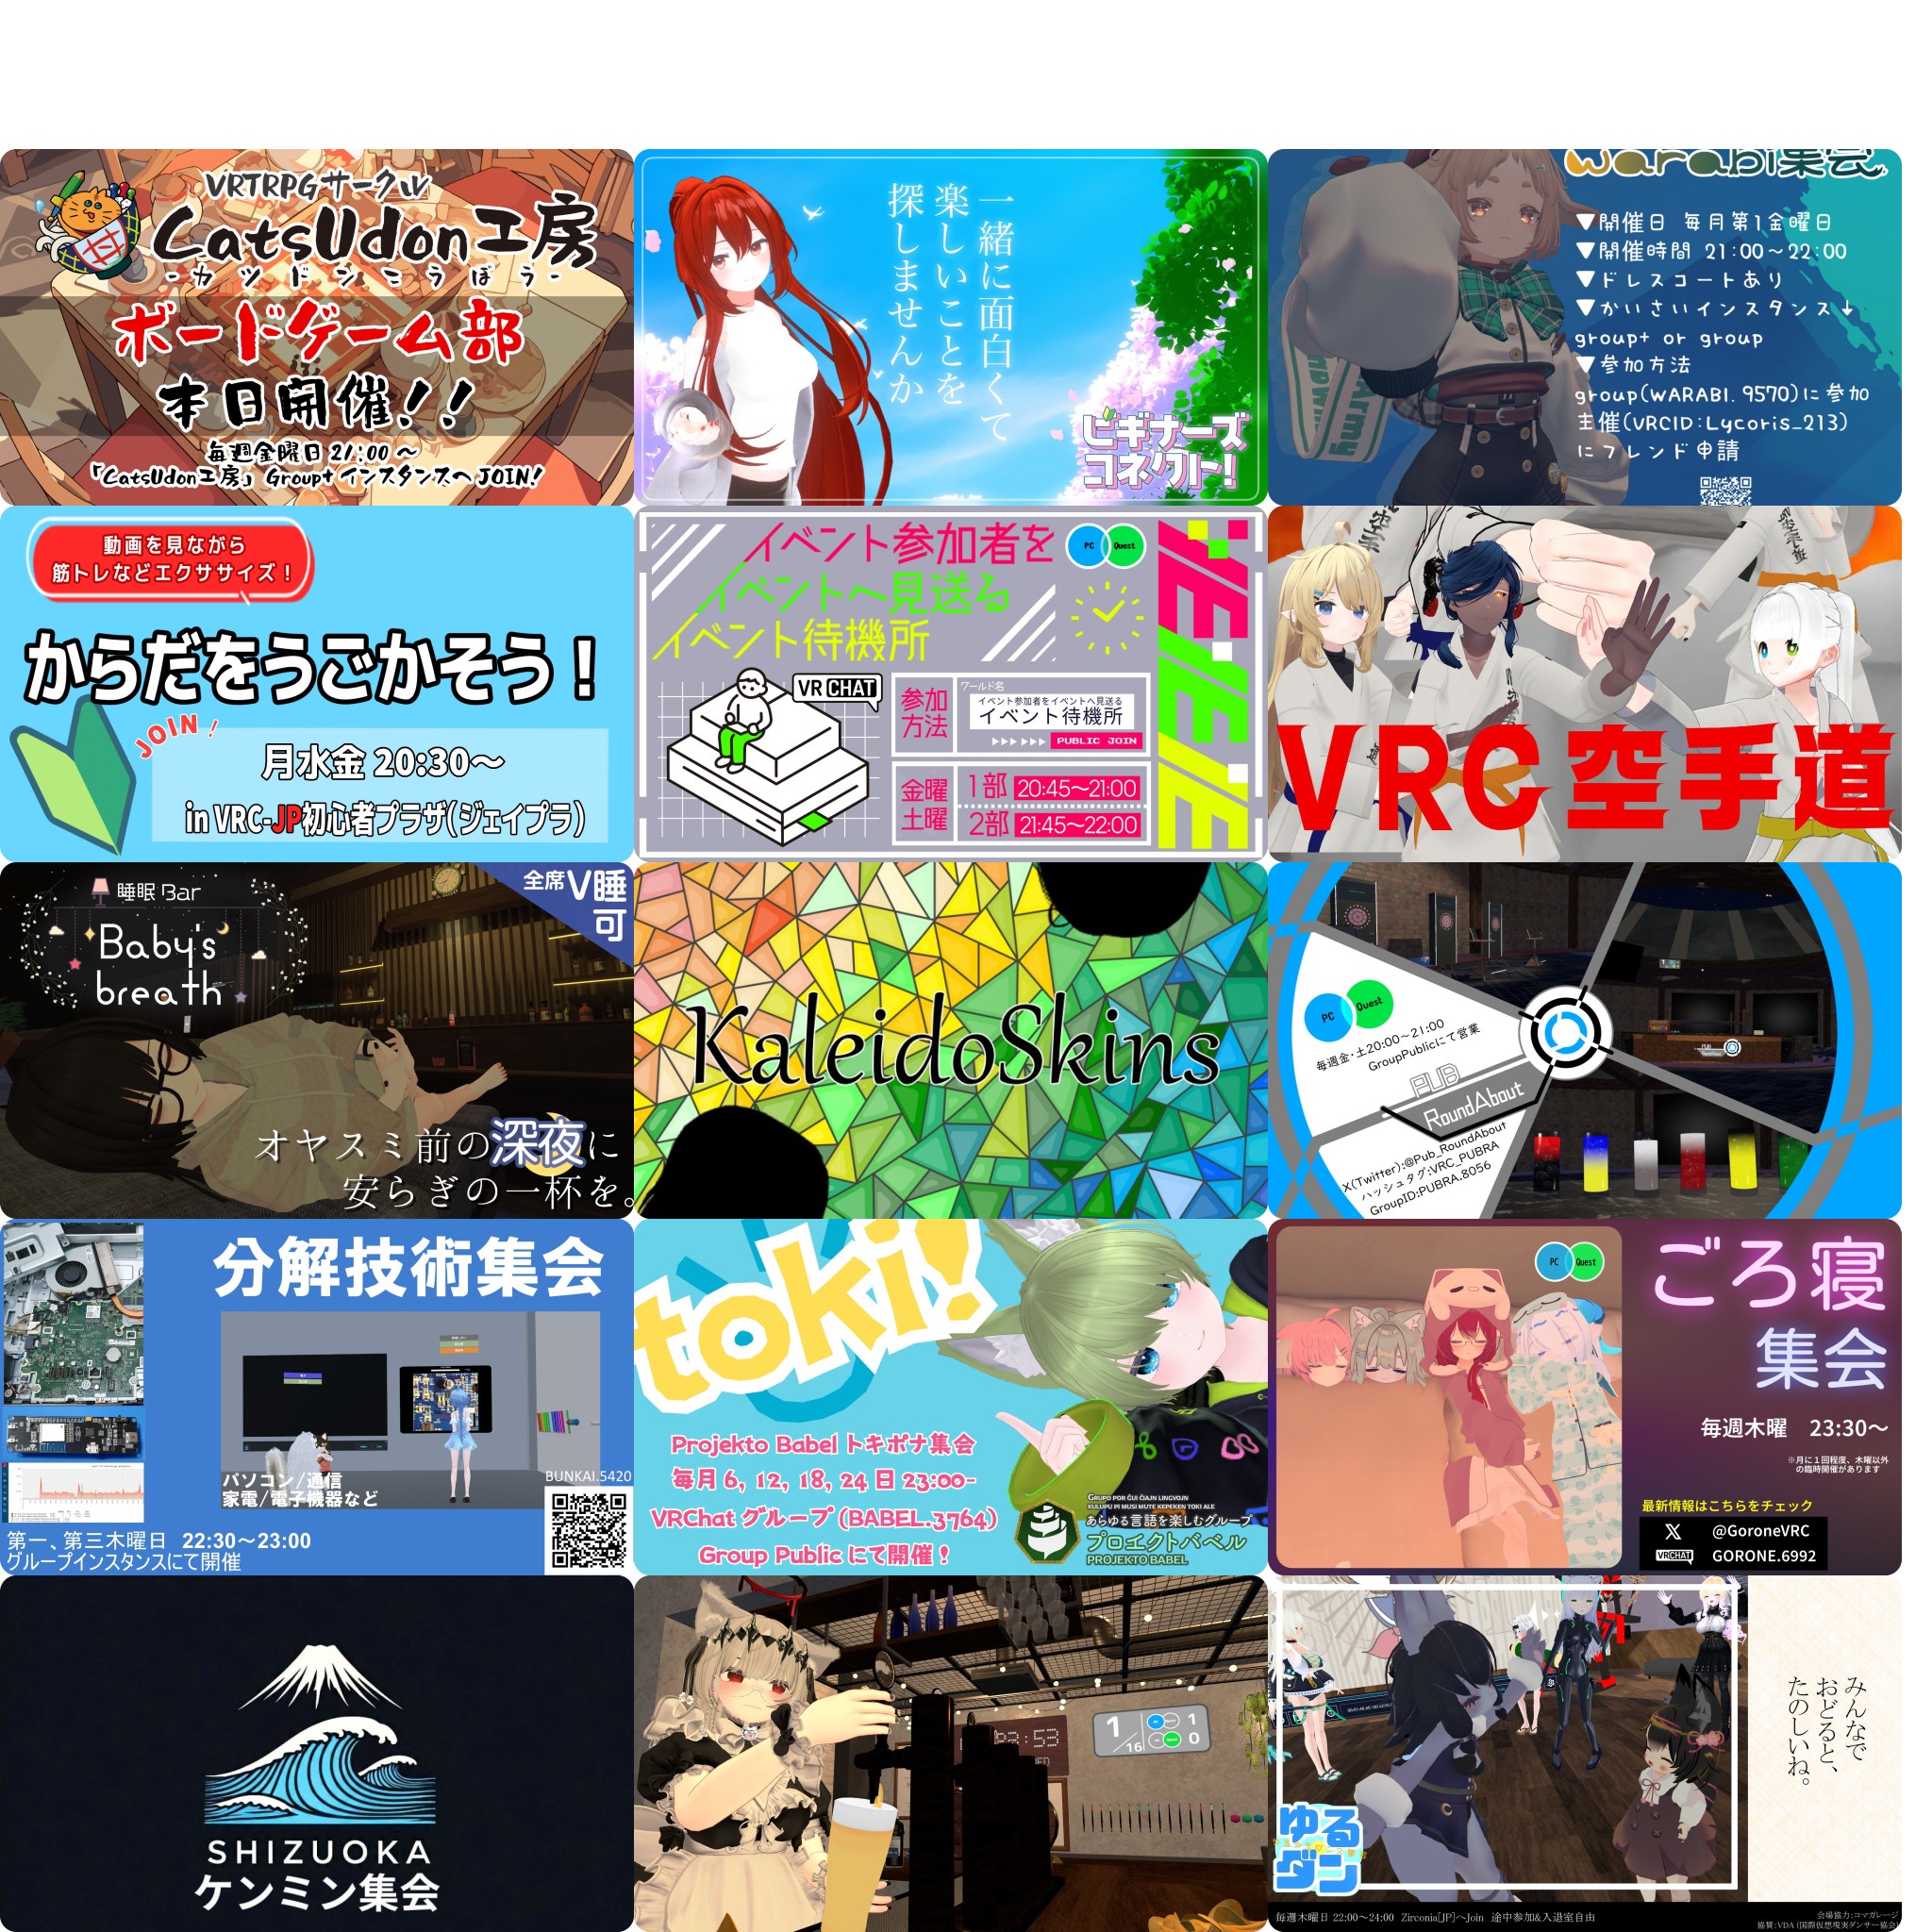 VRTRPGサークル
CatsUdon工房
-カツドンこうぼう-
ボードゲーム部
本日開催!!
毎週金曜日 21:00 〜
「CatsUdon工房」 Group+ インスタンスへ JOIN!
一緒に面白くて
楽しいことを
探しませんか
ビギナーズ
コネクト!
warabi集会
▼開催日 毎月第1金曜日
▼開催時間 21:00~22:00
▼ドレスコートあり
▼かいさいインスタンス↓
group+ or group
▼参加方法
group(WARABI.9570)に参加
主催(VRCID:Lycoris_213)
にフレンド申請
動画を見ながら
筋トレなどエクササイズ!
からだをうごかそう!
JOIN!
月水金 20:30〜
in VRC-JP初心者プラザ(ジェイプラ)
イベント参加者を
イベントへ見送る
イベント待機所
PC
Quest
VRCHAT
参加
方法
ワールド名
イベント参加者をイベントへ見送る
イベント待機所
PUBLIC JOIN
金曜
土曜
1部 20:45〜21:00
2部 21:45〜22:00
VRC空手道
睡眠 Bar
Baby's
breath
全席V睡
可
オヤスミ前の深夜に
安らぎの一杯を。
KaleidoSkins
PC
Quest
毎週金・土20:00~21:00
GroupPublicにて営業
PUB
RoundAbout
X(Twitter):@Pub_RoundAbout
ハッシュタグ:VRC_PUBRA
GroupID:PUBRA.8056
分解技術集会
パソコン/通信
家電/電子機器など
BUNKAI.5420
第一、第三木曜日 22:30〜23:00
グループインスタンスにて開催
toki!
Projekto Babel トキポナ集会
毎月 6, 12, 18, 24 日 23:00-
VRChat グループ (BABEL.3764)
Group Public にて開催!
GRUPO POR ĜUI ĈIAJN LINGVOJN
KULUPU PI MUSI MUTE KEPEKEN TOKI ALE
あらゆる言語を楽しむグループ
プロエクトバベル
PROJEKTO BABEL
PC
Quest
ごろ寝
集会
毎週木曜 23:30〜
※月に1回程度、木曜以外
の臨時開催があります
最新情報はこちらをチェック
X @GoroneVRC
VRCHAT GORONE.6992
SHIZUOKA
ケンミン集会
1
16
1
0
みんなで
おどると、
たのしいね。
ゆる
ダン
毎週木曜日 22:00〜24:00 Zirconia[JP]へJoin 途中参加&入退室自由
会場協力:コマガレージ
協賛:VDA (国際仮想現実ダンサー協会)